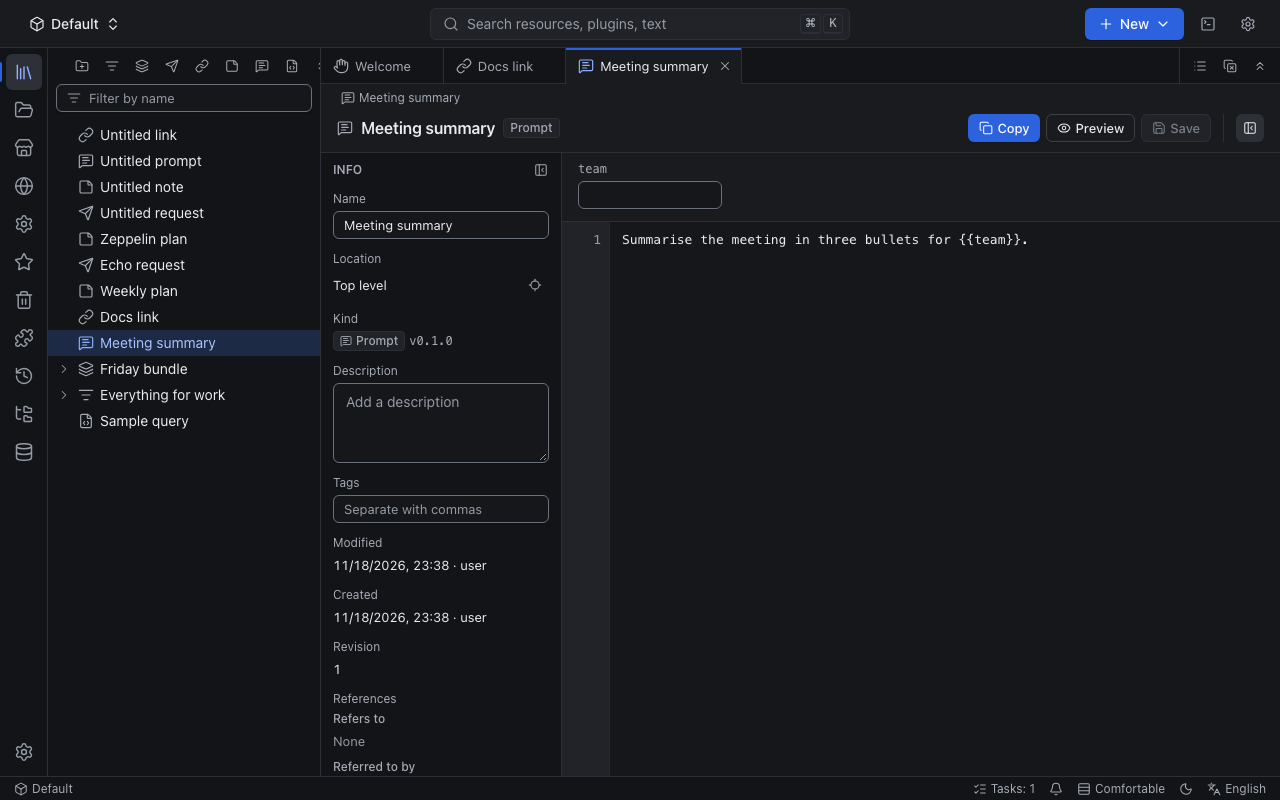 Default
Search resources, plugins, text
⌘ K
New
Filter by name
Untitled link
Untitled prompt
Untitled note
Untitled request
Zeppelin plan
Echo request
Weekly plan
Docs link
Meeting summary
Friday bundle
Everything for work
Sample query
Welcome
Docs link
Meeting summary
Meeting summary
Meeting summary
Prompt
Copy
Preview
Save
INFO
Name
Meeting summary
Location
Top level
Kind
Prompt v0.1.0
Description
Add a description
Tags
Separate with commas
Modified
11/18/2026, 23:38 · user
Created
11/18/2026, 23:38 · user
Revision
1
References
Refers to
None
Referred to by
team
1 Summarise the meeting in three bullets for {{team}}.
Default
Tasks: 1
Comfortable
English